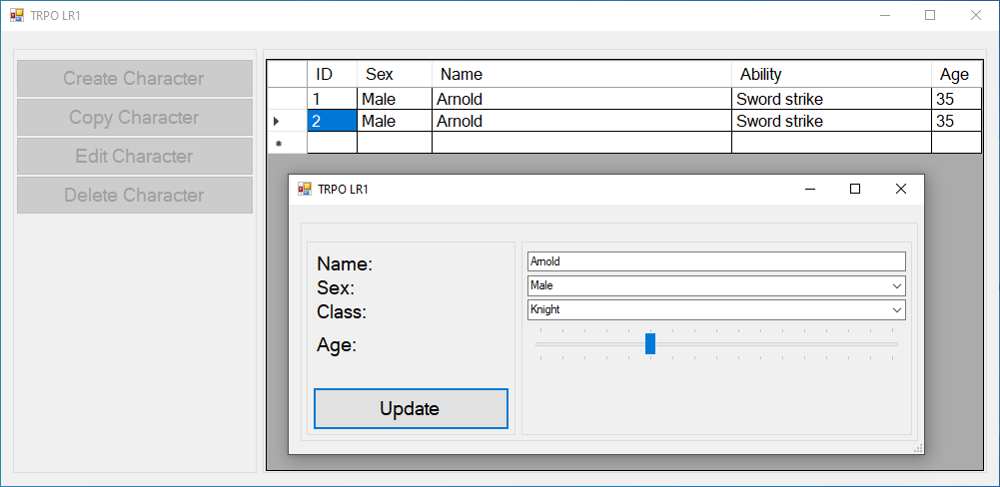 TRPO LR1
Create Character
Copy Character
Edit Character
Delete Character
ID Sex Name Ability Age
1 Male Arnold Sword strike 35
2 Male Arnold Sword strike 35
*
TRPO LR1
Name: Arnold
Sex: Male
Class: Knight
Age:
Update